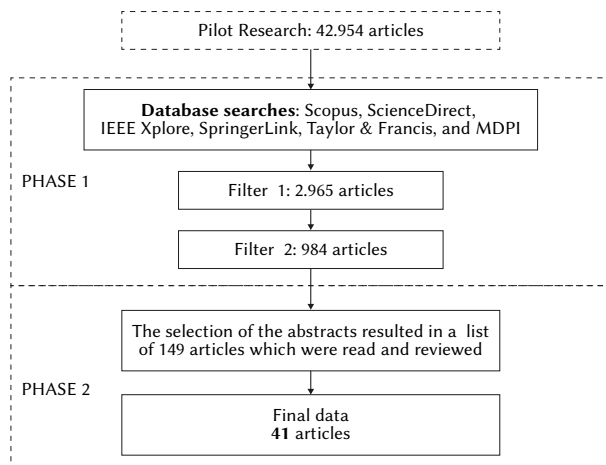 Pilot Research: 42.954 articles
Database searches: Scopus, ScienceDirect,
IEEE Xplore, SpringerLink, Taylor & Francis, and MDPI
PHASE 1
Filter 1: 2.965 articles
Filter 2: 984 articles
The selection of the abstracts resulted in a list
of 149 articles which were read and reviewed
PHASE 2
Final data
41 articles